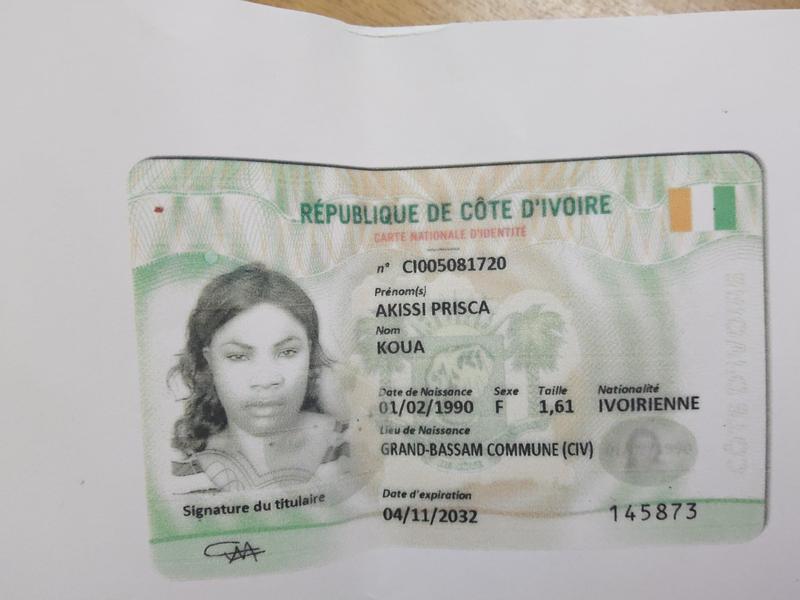 RÉPUBLIQUE DE CÔTE D'IVOIRE
CARTE NATIONALE D'IDENTITÉ
n° CI005081720
Prénom(s)
AKISSI PRISCA
Nom
KOUA
Date de Naissance Sexe Taille Nationalité
01/02/1990 F 1,61 IVOIRIENNE
Lieu de Naissance
GRAND-BASSAM COMMUNE (CIV)
Signature du titulaire
Date d'expiration
04/11/2032
145873